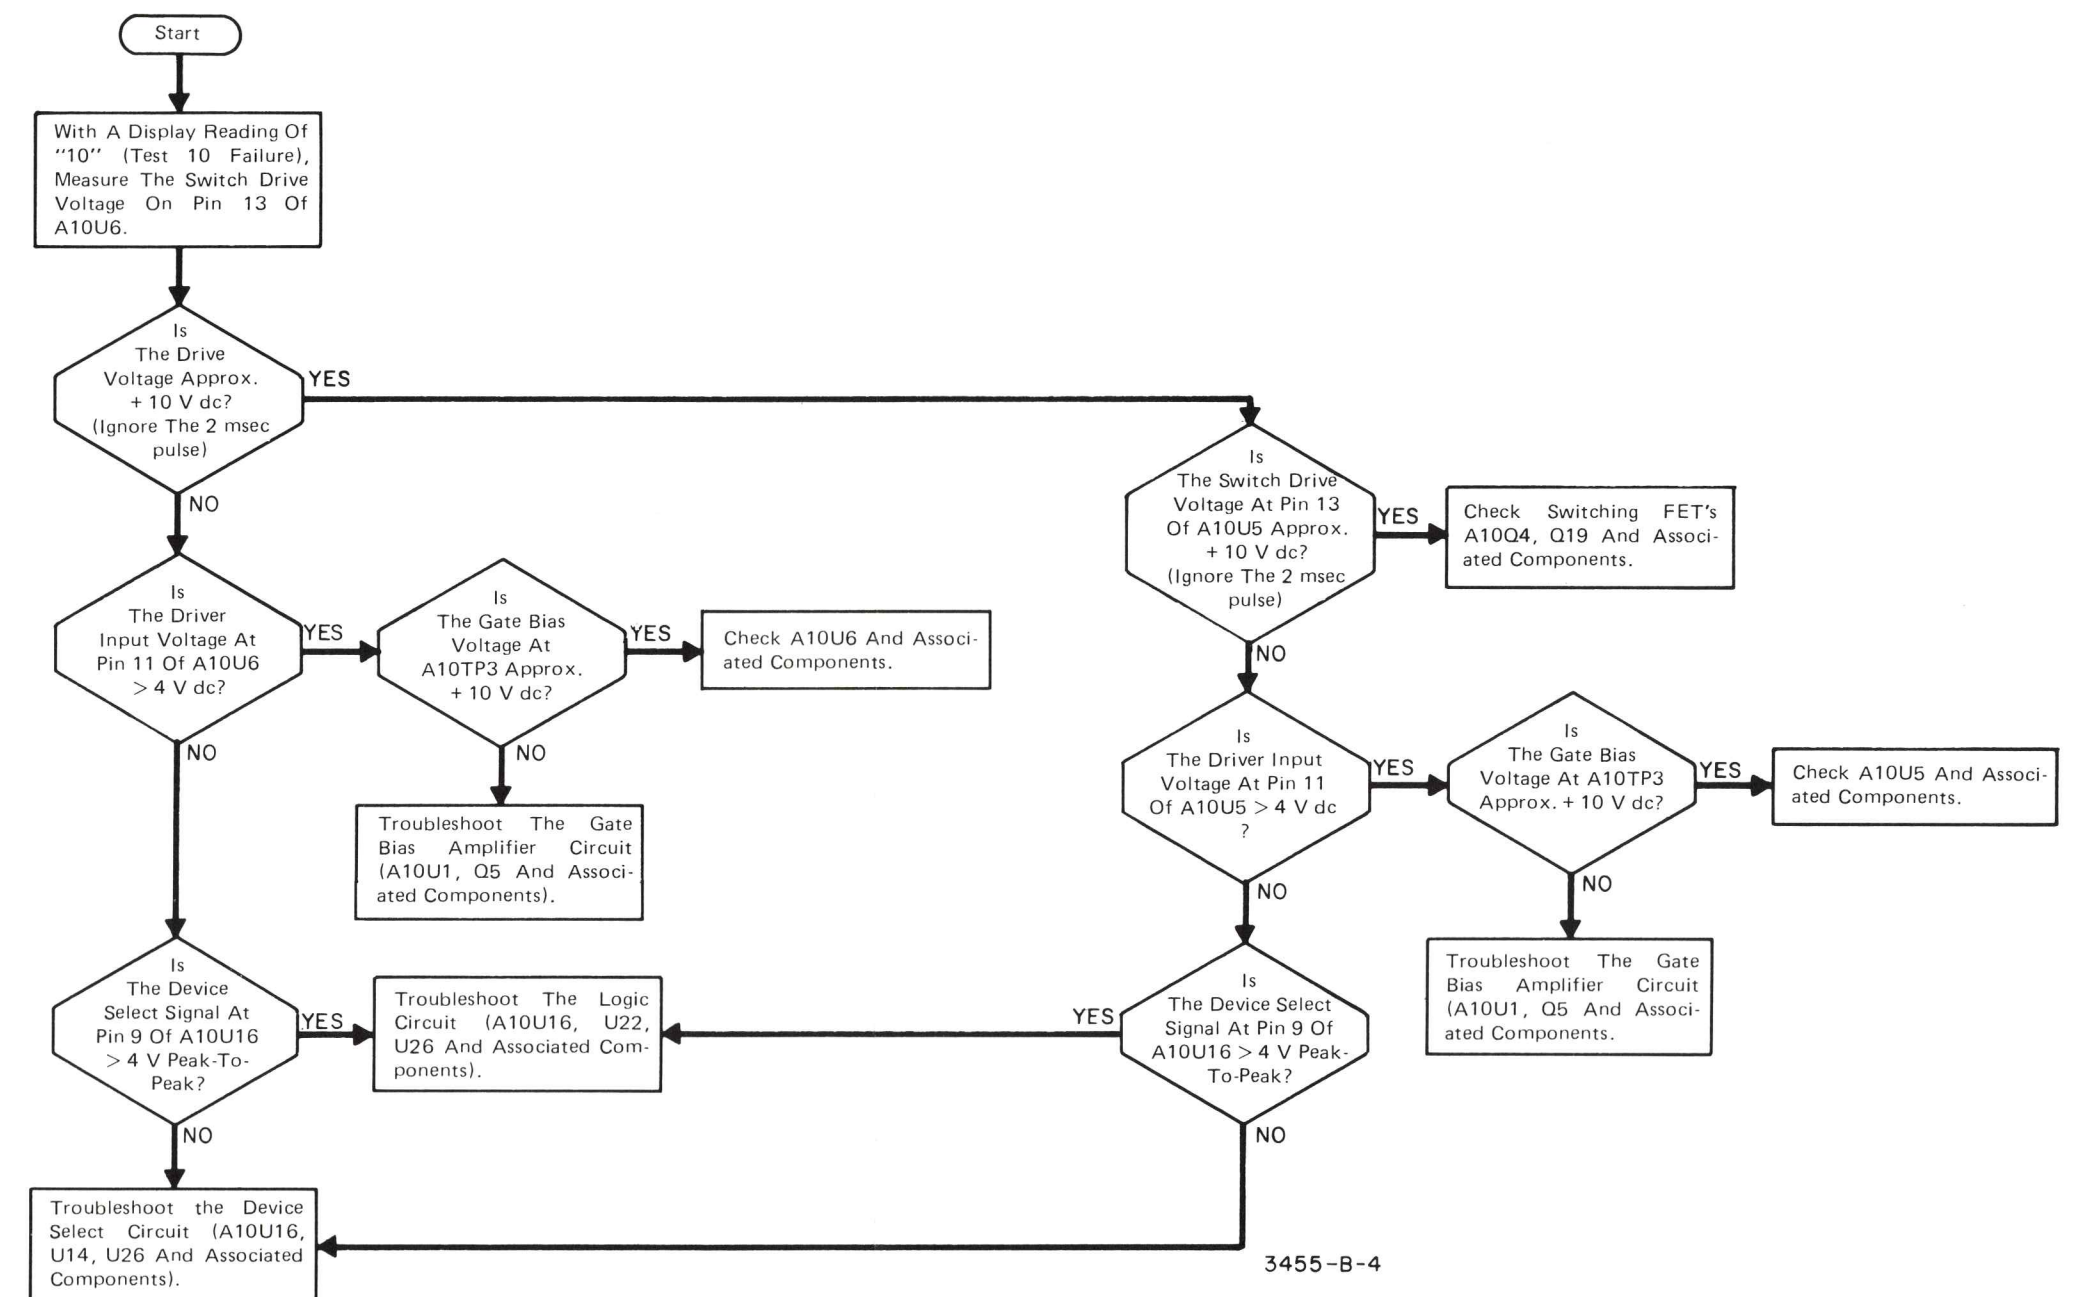 Start
With A Display Reading Of
"10" (Test 10 Failure),
Measure The Switch Drive
Voltage On Pin 13 Of
A10U6.
Is
The Drive
Voltage Approx.
+ 10 V dc?
(Ignore The 2 msec
pulse)
YES
NO
Is
The Driver
Input Voltage At
Pin 11 Of A10U6
> 4 V dc?
YES
NO
Is
The Gate Bias
Voltage At
A10TP3 Approx.
+ 10 V dc?
YES
NO
Check A10U6 And Associ-
ated Components.
Troubleshoot The Gate
Bias Amplifier Circuit
(A10U1, Q5 And Associ-
ated Components).
Is
The Device
Select Signal At
Pin 9 Of A10U16
> 4 V Peak-To-
Peak?
YES
NO
Troubleshoot The Logic
Circuit (A10U16, U22,
U26 And Associated Com-
ponents).
Troubleshoot the Device
Select Circuit (A10U16,
U14, U26 And Associated
Components).
Is
The Switch Drive
Voltage At Pin 13
Of A10U5 Approx.
+ 10 V dc?
(Ignore The 2 msec
pulse)
YES
NO
Check Switching FET's
A10Q4, Q19 And Associ-
ated Components.
Is
The Driver Input
Voltage At Pin 11
Of A10U5 > 4 V dc
?
YES
NO
Is
The Gate Bias
Voltage At A10TP3
Approx. + 10 V dc?
YES
NO
Check A10U5 And Associ-
ated Components.
Troubleshoot The Gate
Bias Amplifier Circuit
(A10U1, Q5 And Associ-
ated Components.
Is
The Device Select
Signal At Pin 9 Of
A10U16 > 4 V Peak-
To-Peak?
YES
NO
3455-B-4